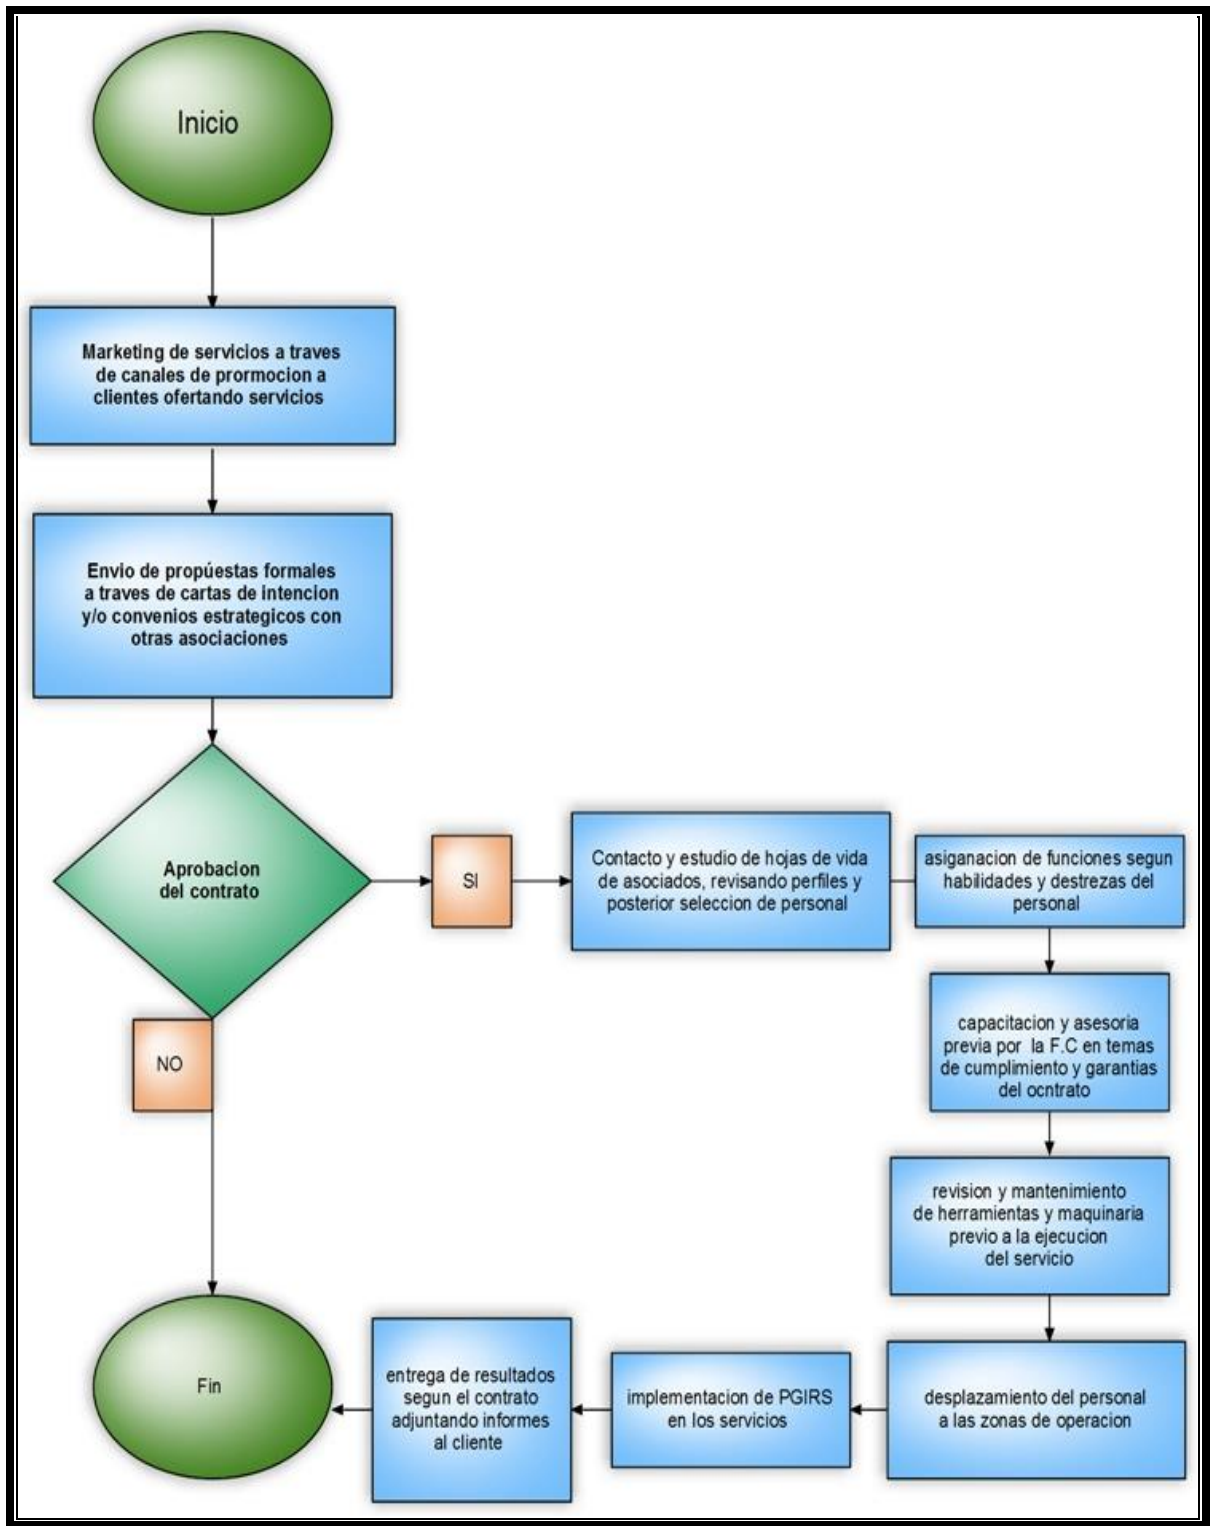 Inicio
Marketing de servicios a traves
de canales de prormocion a
clientes ofertando servicios
Envio de propúestas formales
a traves de cartas de intencion
y/o convenios estrategicos con
otras asociaciones
Aprobacion
del contrato
SI
Contacto y estudio de hojas de vida
de asociados, revisando perfiles y
posterior seleccion de personal
asiganacion de funciones segun
habilidades y destrezas del
personal
capacitacion y asesoria
previa por la F.C en temas
de cumplimiento y garantias
del ocntrato
revision y mantenimiento
de herramientas y maquinaria
previo a la ejecucion
del servicio
desplazamiento del personal
a las zonas de operacion
implementacion de PGIRS
en los servicios
entrega de resultados
segun el contrato
adjuntando informes
al cliente
NO
Fin